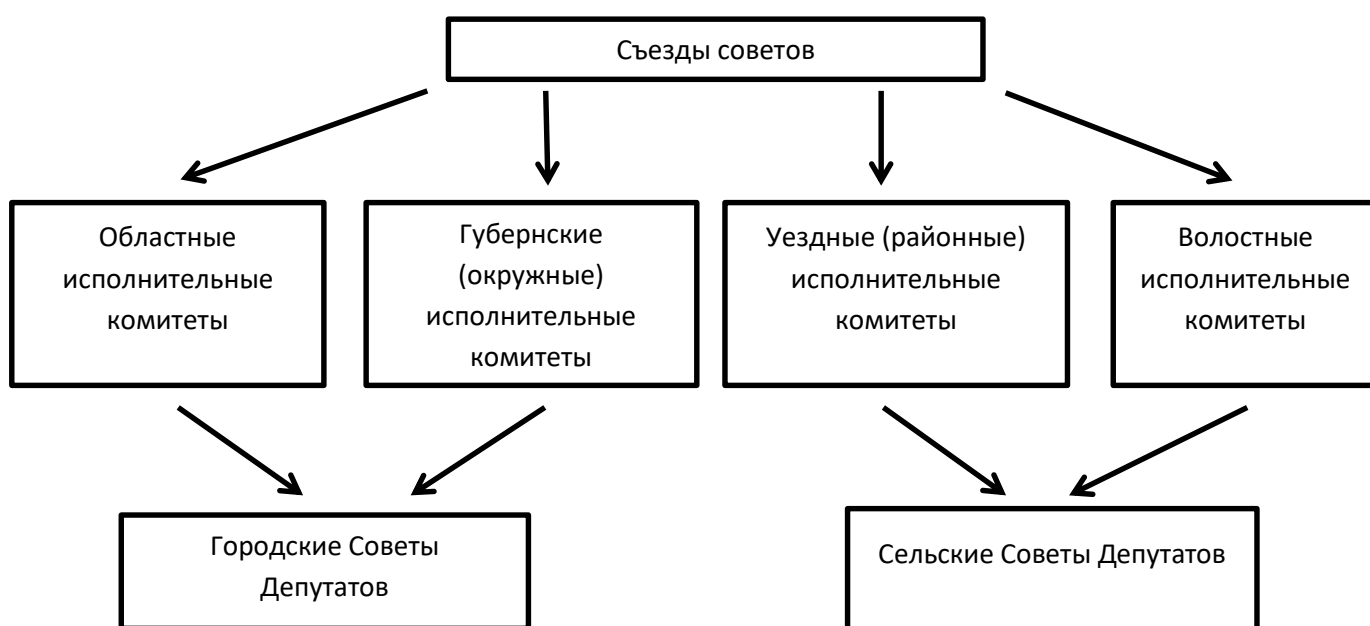 Съезды советов
Областные
исполнительные
комитеты
Губернские
(окружные)
исполнительные
комитеты
Уездные (районные)
исполнительные
комитеты
Волостные
исполнительные
комитеты
Городские Советы
Депутатов
Сельские Советы Депутатов